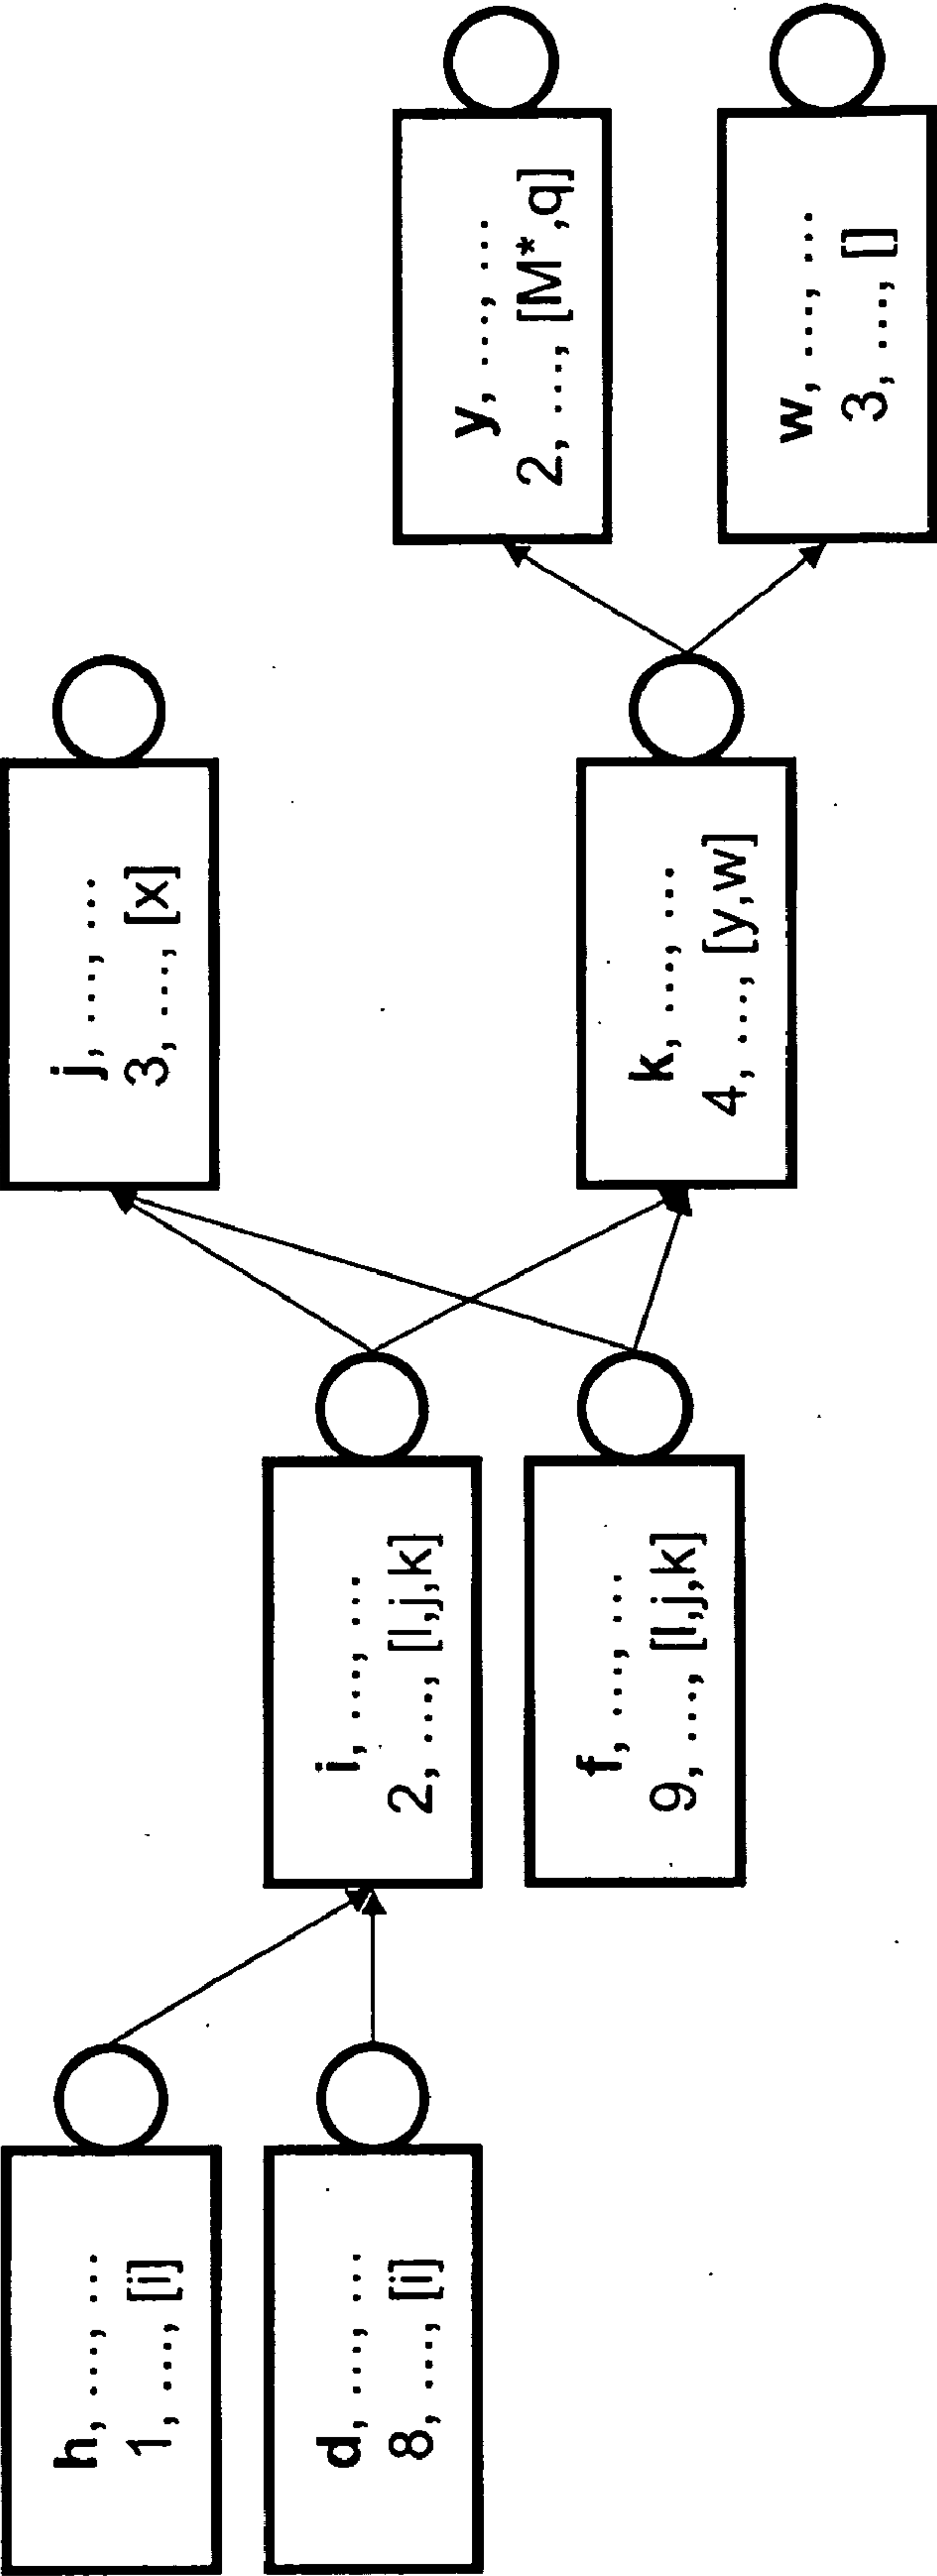 h, ..., ...
1, ..., [i]
d, ..., ...
8, ..., [i]
i, ..., ...
2, ..., [l,j,k]
f, ..., ...
9, ..., [l,j,k]
j, ..., ...
3, ..., [x]
k, ..., ...
4, ..., [y,w]
y, ..., ...
2, ..., [M*,q]
w, ..., ...
3, ..., []